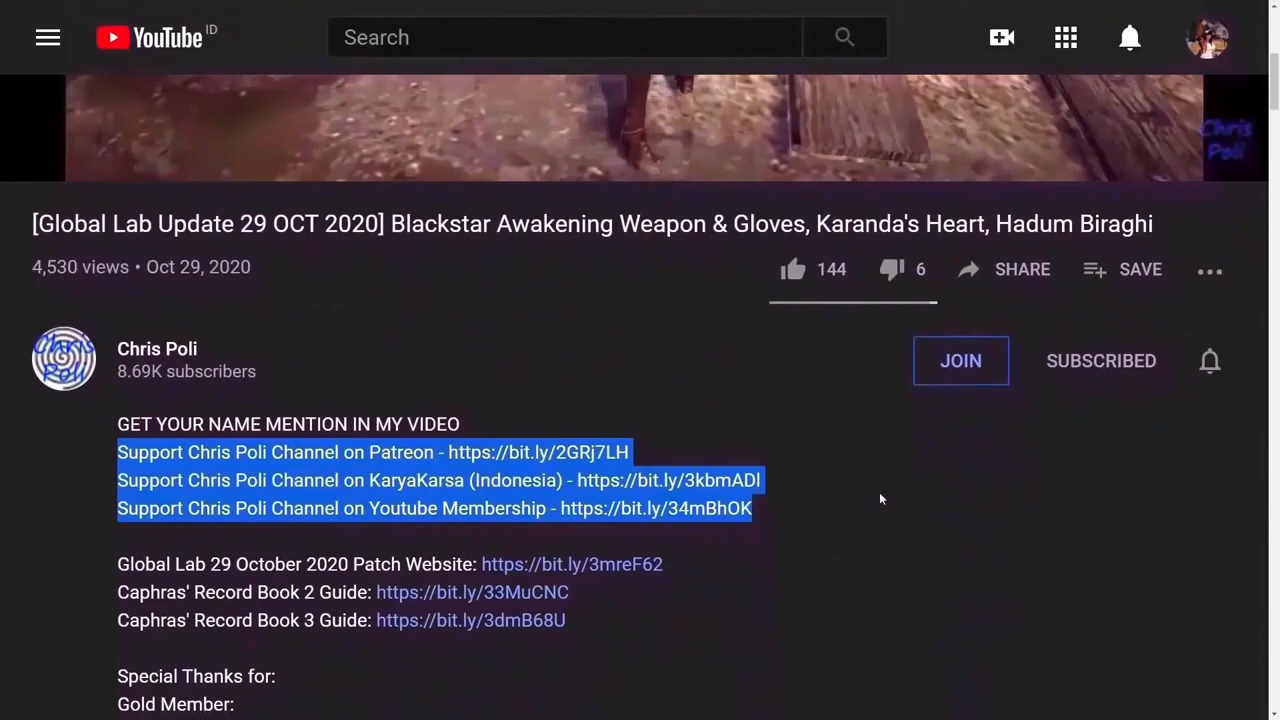 YouTube ID
Search
Chris
Poli
[Global Lab Update 29 OCT 2020] Blackstar Awakening Weapon & Gloves, Karanda's Heart, Hadum Biraghi
4,530 views • Oct 29, 2020
144
6
SHARE
SAVE
Chris
Poli
Chris Poli
8.69K subscribers
JOIN
SUBSCRIBED
GET YOUR NAME MENTION IN MY VIDEO
Support Chris Poli Channel on Patreon - https://bit.ly/2GRj7LH
Support Chris Poli Channel on KaryaKarsa (Indonesia) - https://bit.ly/3kbmADl
Support Chris Poli Channel on Youtube Membership - https://bit.ly/34mBhOK
Global Lab 29 October 2020 Patch Website: https://bit.ly/3mreF62
Caphras' Record Book 2 Guide: https://bit.ly/33MuCNC
Caphras' Record Book 3 Guide: https://bit.ly/3dmB68U
Special Thanks for:
Gold Member: